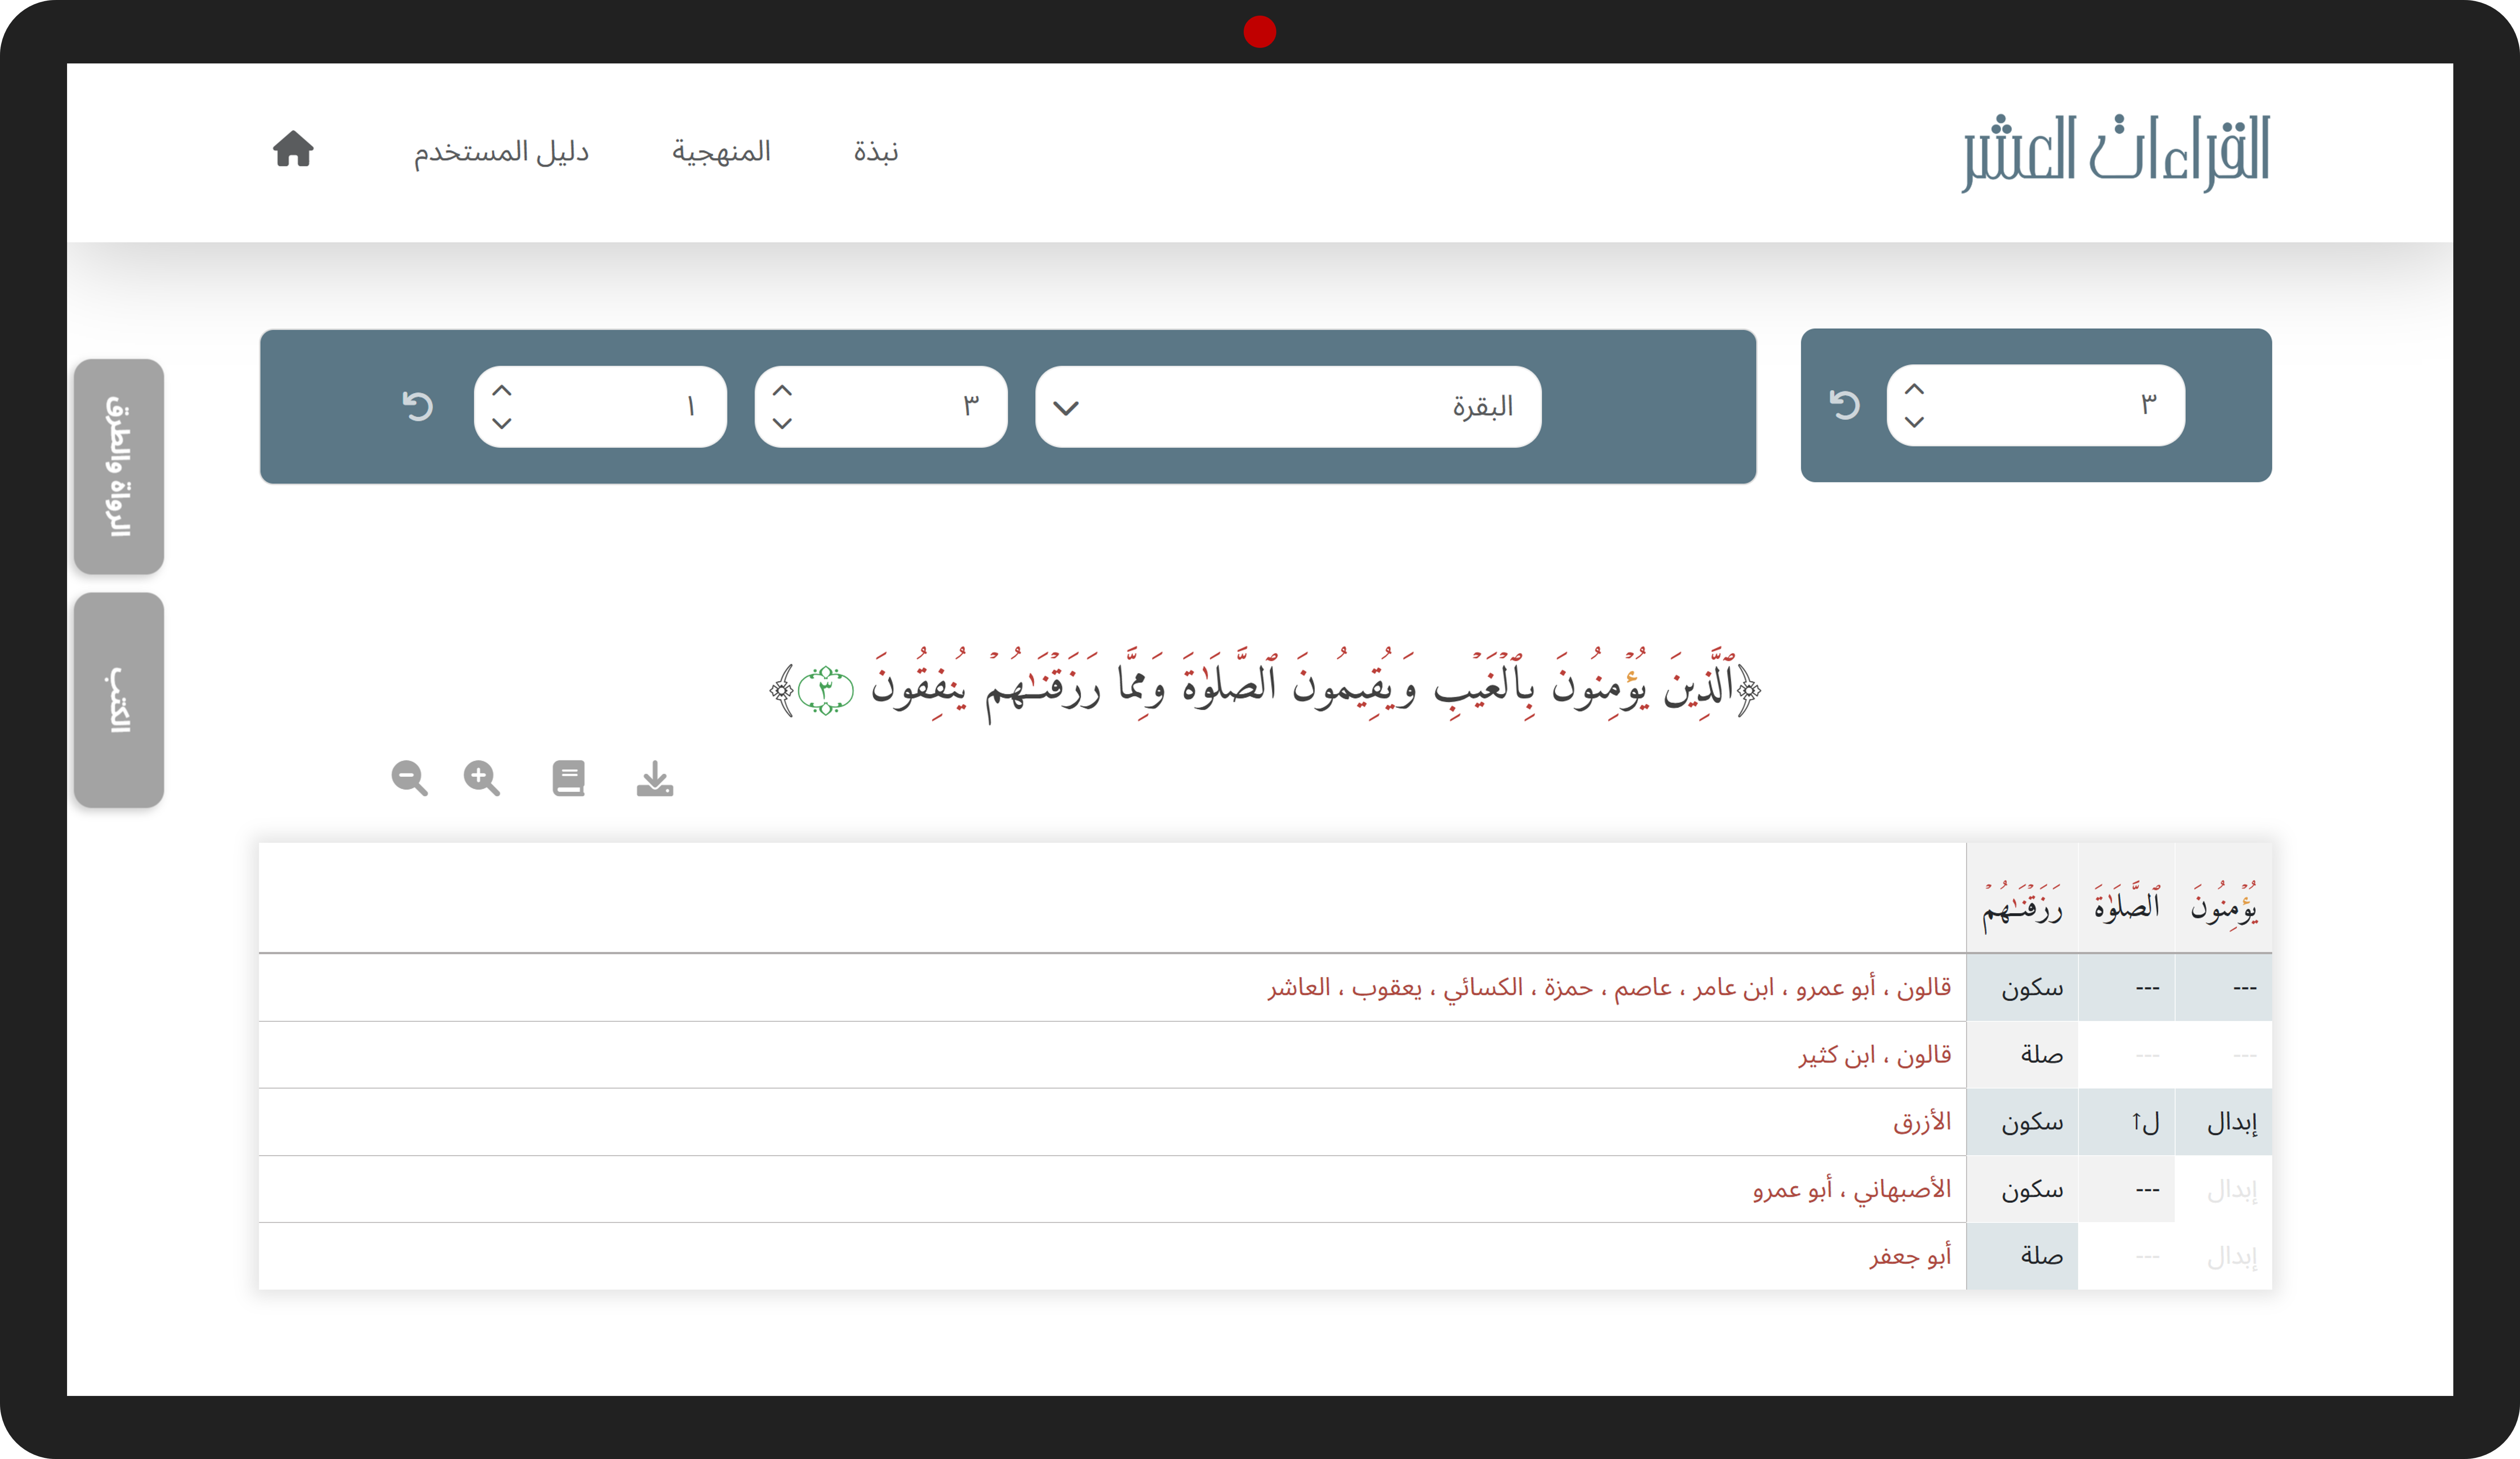 القراءات العشر
نبذة المنهجية دليل المستخدم
٣ البقرة ٣ ١
الرواة والطرق
الكتب
﴿ٱلَّذِينَ يُؤۡمِنُونَ بِٱلۡغَيۡبِ وَيُقِيمُونَ ٱلصَّلَوٰةَ وَمِمَّا رَزَقۡنَـٰهُمۡ يُنفِقُونَ ٣﴾
يُؤۡمِنُونَ ٱلصَّلَوٰةَ رَزَقۡنَـٰهُمۡ
--- --- سكون قالون ، أبو عمرو ، ابن عامر ، عاصم ، حمزة ، الكسائي ، يعقوب ، العاشر
--- --- صلة قالون ، ابن كثير
إبدال ل↑ سكون الأزرق
إبدال --- سكون الأصبهاني ، أبو عمرو
إبدال --- صلة أبو جعفر